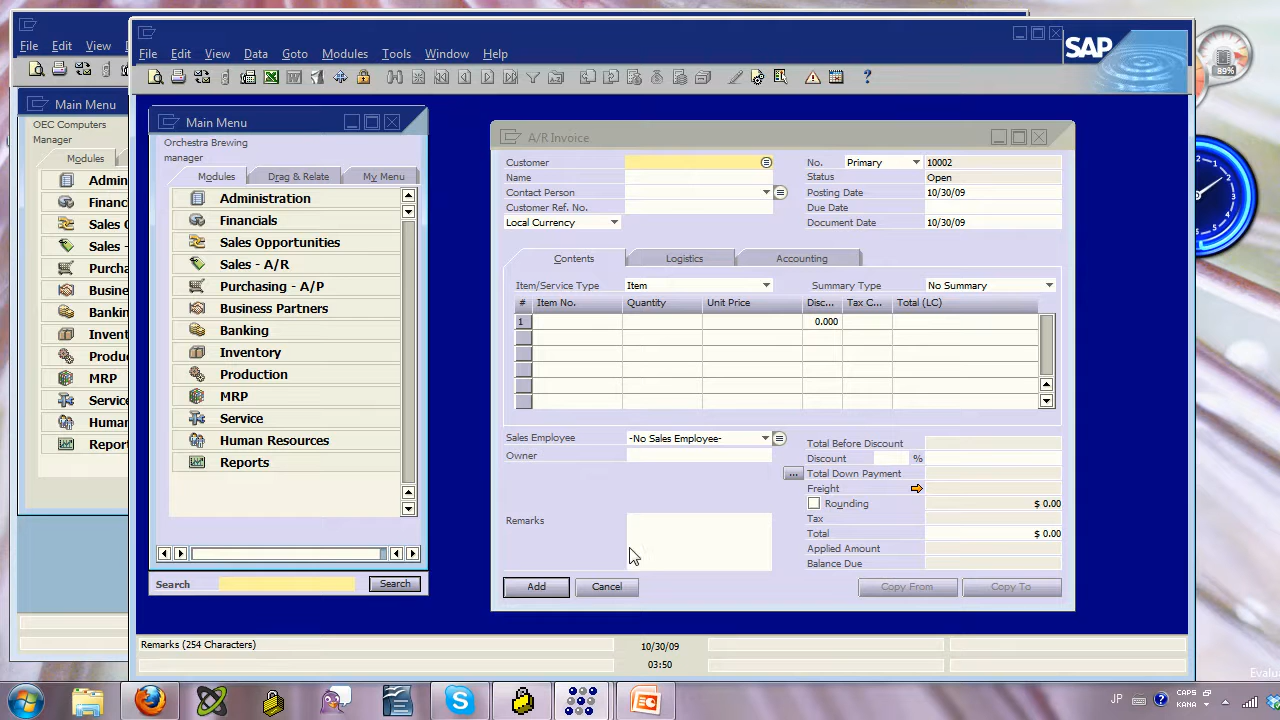 File Edit View
File Edit View Data Goto Modules Tools Window Help
SAP
89%
Main Menu
OEC Computers
Manager
Modules
Main Menu
Orchestra Brewing
manager
Modules Drag & Relate My Menu
Administration
Financials
Sales Opportunities
Sales - A/R
Purchasing - A/P
Business Partners
Banking
Inventory
Production
MRP
Service
Human Resources
Reports
Search Search
Admin
Financ
Sales O
Sales -
Purcha
Busine
Bankin
Invent
Produc
MRP
Service
Human
Report
A/R Invoice
Customer
Name
Contact Person
Customer Ref. No.
Local Currency
No. Primary 10002
Status Open
Posting Date 10/30/09
Due Date
Document Date 10/30/09
Contents Logistics Accounting
Item/Service Type Item Summary Type No Summary
# Item No. Quantity Unit Price Disc... Tax C... Total (LC)
1 0.000
Sales Employee -No Sales Employee-
Owner
Remarks
Total Before Discount
Discount %
...
Total Down Payment
Freight
Rounding $ 0.00
Tax
Total $ 0.00
Applied Amount
Balance Due
Add Cancel Copy From Copy To
Remarks (254 Characters) 10/30/09
03:50
Evalu
JP CAPS
KANA